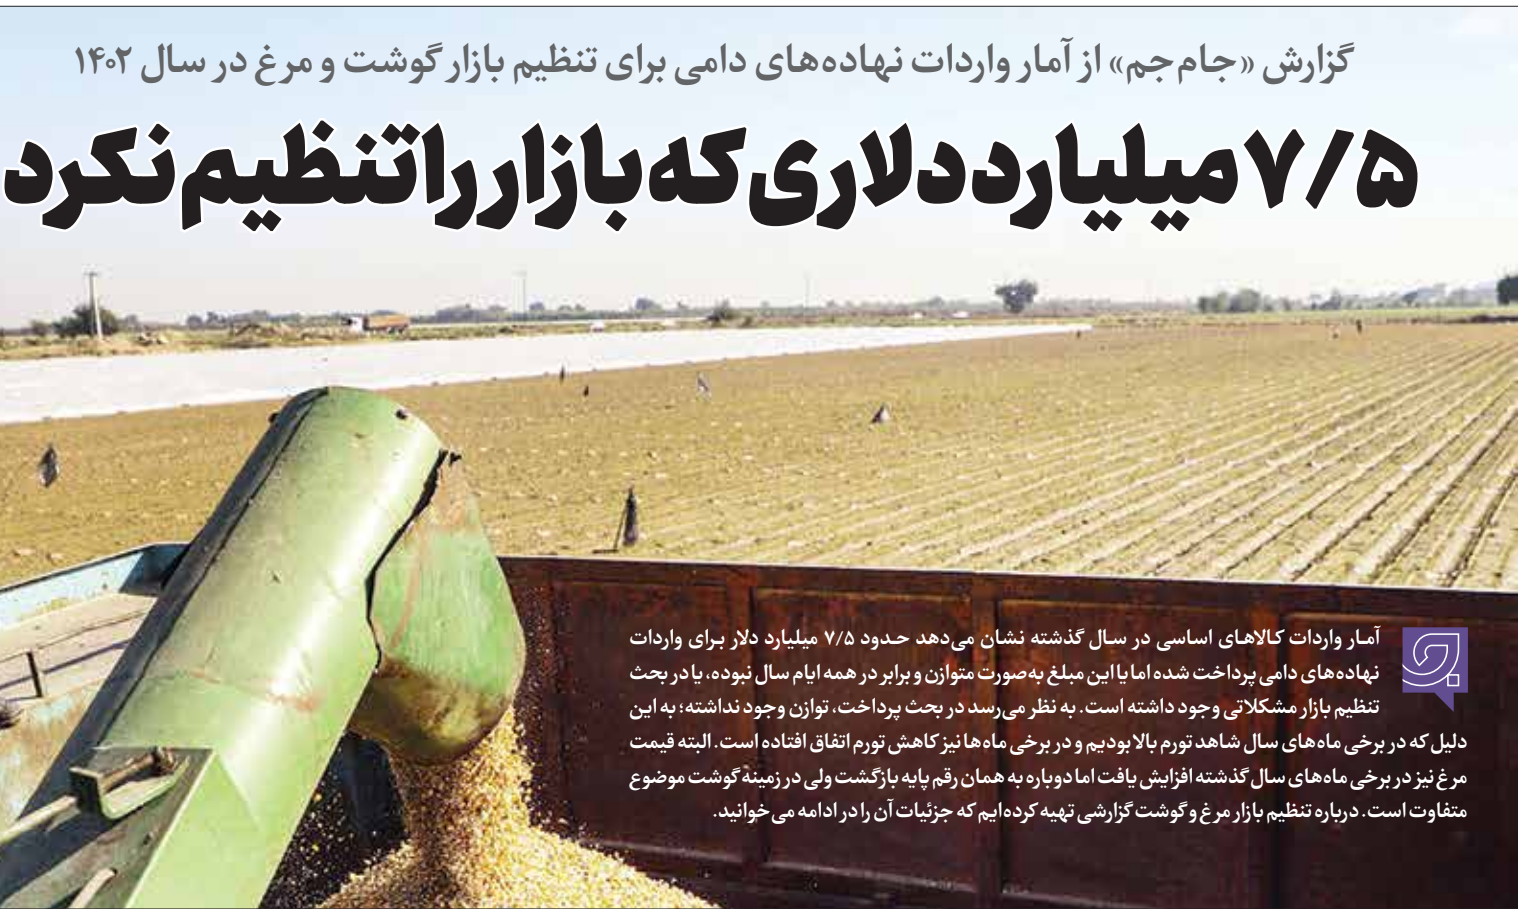 گزارش «جام‌جم» از آمار واردات نهاده‌های دامی برای تنظیم بازار گوشت و مرغ در سال ۱۴۰۲
۷/۵ میلیارد دلاری که بازار را تنظیم نکرد
آمار واردات کالاهای اساسی در سال گذشته نشان می‌دهد حدود ۷/۵ میلیارد دلار برای واردات
نهاده‌های دامی پرداخت شده اما یا این مبلغ به‌صورت متوازن و برابر در همه ایام سال نبوده، یا در بحث
تنظیم بازار مشکلاتی وجود داشته است. به نظر می‌رسد در بحث پرداخت، توازن وجود نداشته؛ به این
دلیل که در برخی ماه‌های سال شاهد تورم بالا بودیم و در برخی ماه‌ها نیز کاهش تورم اتفاق افتاده است. البته قیمت
مرغ نیز در برخی ماه‌های سال گذشته افزایش یافت اما دوباره به همان رقم پایه بازگشت ولی در زمینه گوشت موضوع
متفاوت است. درباره تنظیم بازار مرغ و گوشت گزارشی تهیه کرده‌ایم که جزئیات آن را در ادامه می‌خوانید.